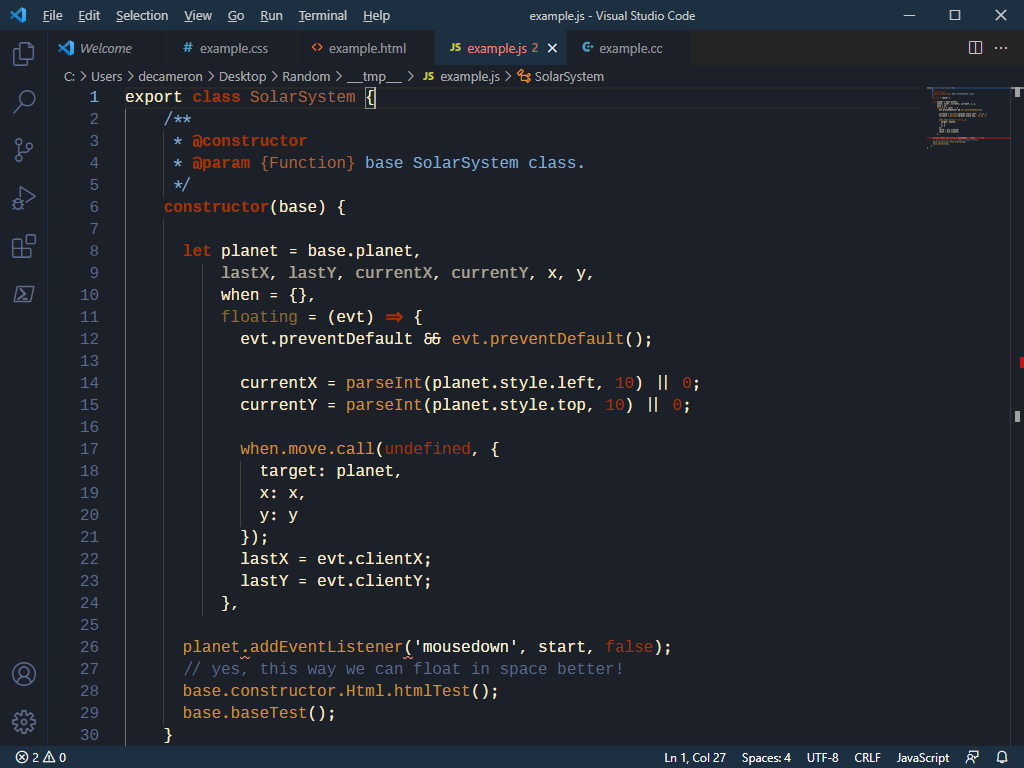 File Edit Selection View Go Run Terminal Help example.js - Visual Studio Code
Welcome # example.css <> example.html JS example.js 2 × C++ example.cc ···
C: > Users > decameron > Desktop > Random > __tmp__ > JS example.js > SolarSystem
1 export class SolarSystem {
2 /**
3 * @constructor
4 * @param {Function} base SolarSystem class.
5 */
6 constructor(base) {
7
8 let planet = base.planet,
9 lastX, lastY, currentX, currentY, x, y,
10 when = {},
11 floating = (evt) => {
12 evt.preventDefault && evt.preventDefault();
13
14 currentX = parseInt(planet.style.left, 10) || 0;
15 currentY = parseInt(planet.style.top, 10) || 0;
16
17 when.move.call(undefined, {
18 target: planet,
19 x: x,
20 y: y
21 });
22 lastX = evt.clientX;
23 lastY = evt.clientY;
24 },
25
26 planet.addEventListener('mousedown', start, false);
27 // yes, this way we can float in space better!
28 base.constructor.Html.htmlTest();
29 base.baseTest();
30 }
2 0 Ln 1, Col 27 Spaces: 4 UTF-8 CRLF JavaScript